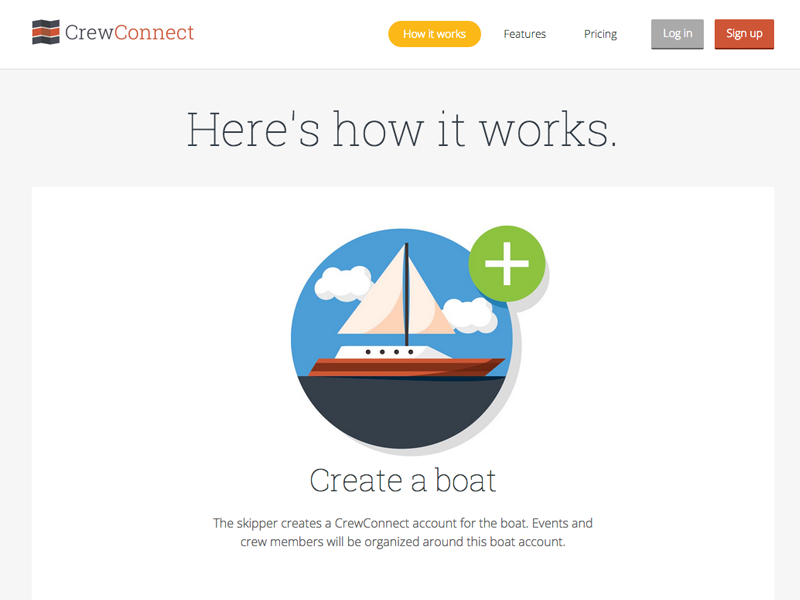 CrewConnect
How it works
Features
Pricing
Log in
Sign up
Here's how it works.
Create a boat
The skipper creates a CrewConnect account for the boat. Events and
crew members will be organized around this boat account.